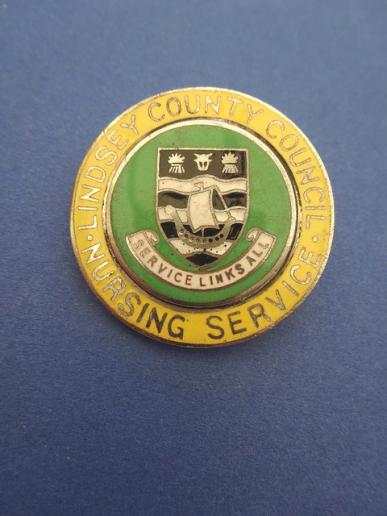 · LINDSEY COUNTY COUNCIL ·
NURSING SERVICE
SERVICE LINKS ALL